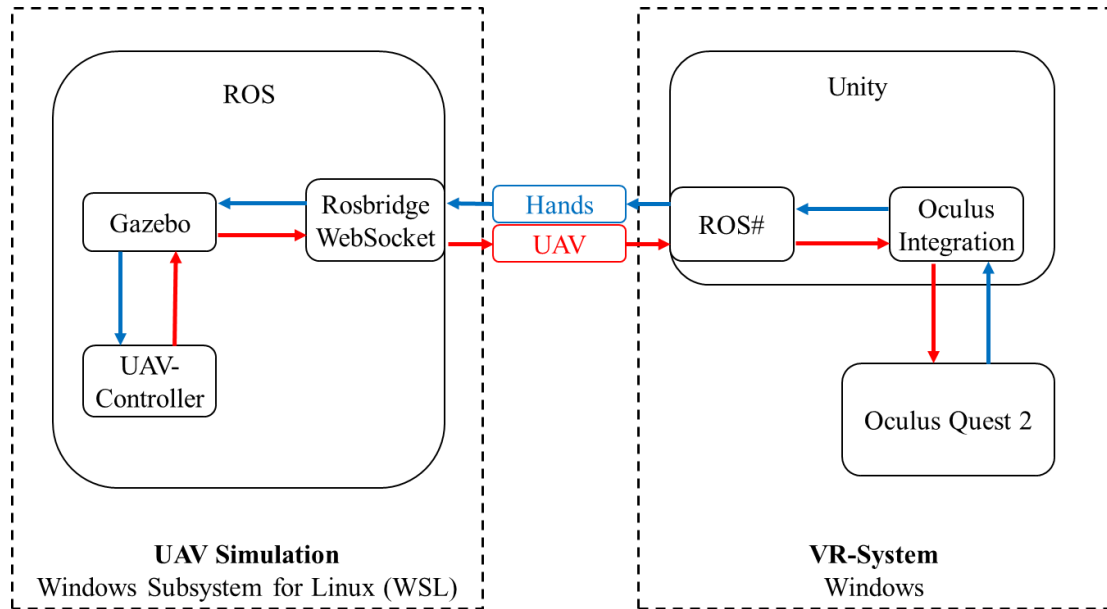 ROS
Gazebo
Rosbridge
WebSocket
UAV-
Controller
Hands
UAV
Unity
ROS#
Oculus
Integration
Oculus Quest 2
UAV Simulation
Windows Subsystem for Linux (WSL)
VR-System
Windows